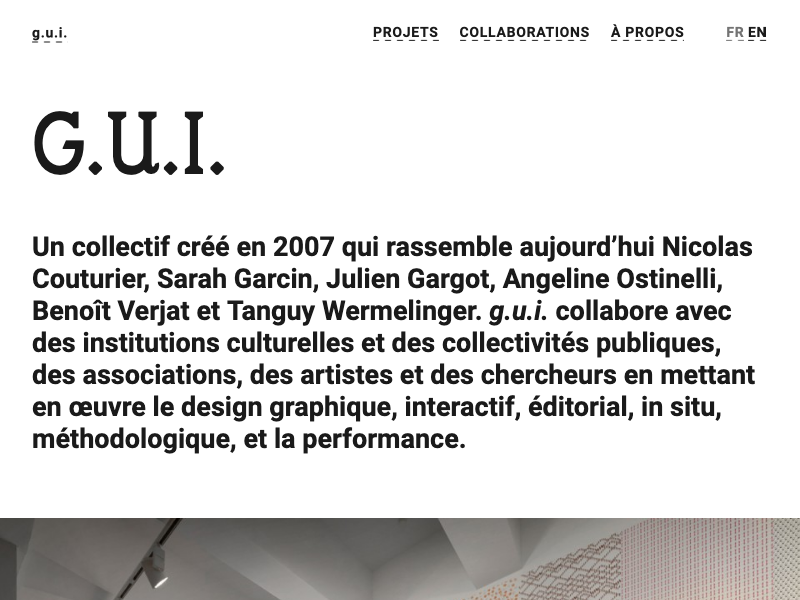 g.u.i.
PROJETS COLLABORATIONS À PROPOS FR EN
G.U.I.
Un collectif créé en 2007 qui rassemble aujourd’hui Nicolas
Couturier, Sarah Garcin, Julien Gargot, Angeline Ostinelli,
Benoît Verjat et Tanguy Wermelinger. g.u.i. collabore avec
des institutions culturelles et des collectivités publiques,
des associations, des artistes et des chercheurs en mettant
en œuvre le design graphique, interactif, éditorial, in situ,
méthodologique, et la performance.